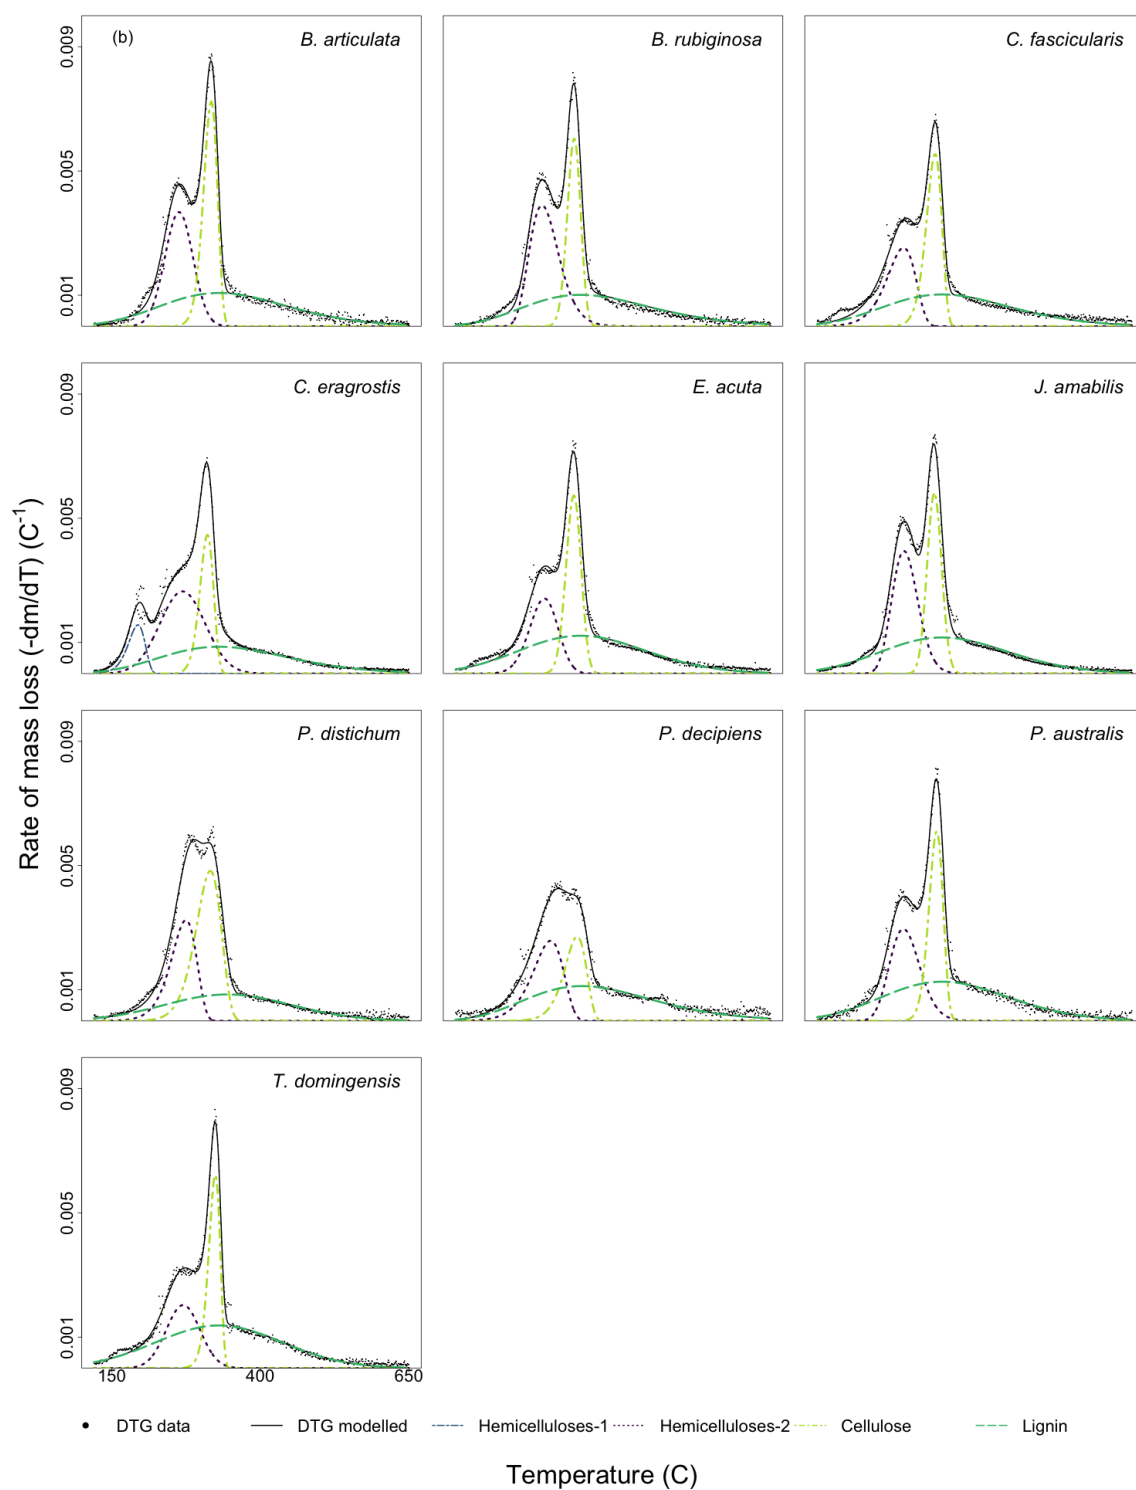 (b)
B. articulata
B. rubiginosa
C. fascicularis
0.009
0.005
0.001
C. eragrostis
E. acuta
J. amabilis
0.009
0.005
0.001
P. distichum
P. decipiens
P. australis
0.009
0.005
0.001
T. domingensis
0.009
0.005
0.001
150 400 650
Rate of mass loss (-dm/dT) (C⁻¹)
DTG data DTG modelled Hemicelluloses-1 Hemicelluloses-2 Cellulose Lignin
Temperature (C)